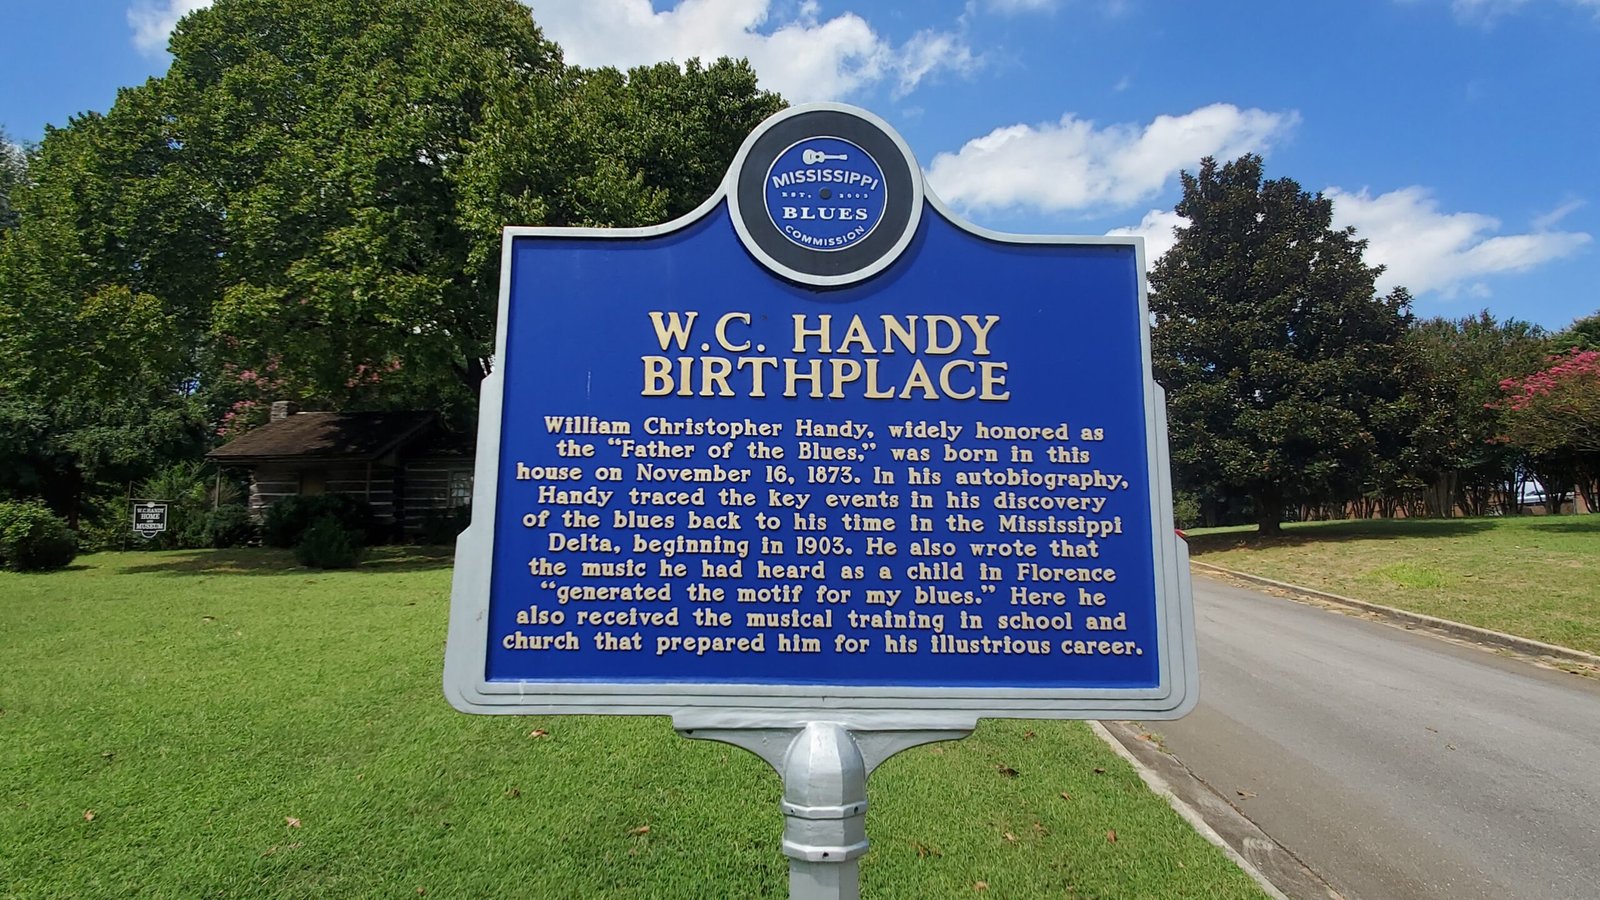 MISSISSIPPI
EST. 2003
BLUES
COMMISSION
W.C. HANDY
BIRTHPLACE
William Christopher Handy, widely honored as
the "Father of the Blues," was born in this
house on November 16, 1873. In his autobiography,
Handy traced the key events in his discovery
of the blues back to his time in the Mississippi
Delta, beginning in 1903. He also wrote that
the music he had heard as a child in Florence
"generated the motif for my blues." Here he
also received the musical training in school and
church that prepared him for his illustrious career.
W.C. HANDY
HOME
AND
MUSEUM